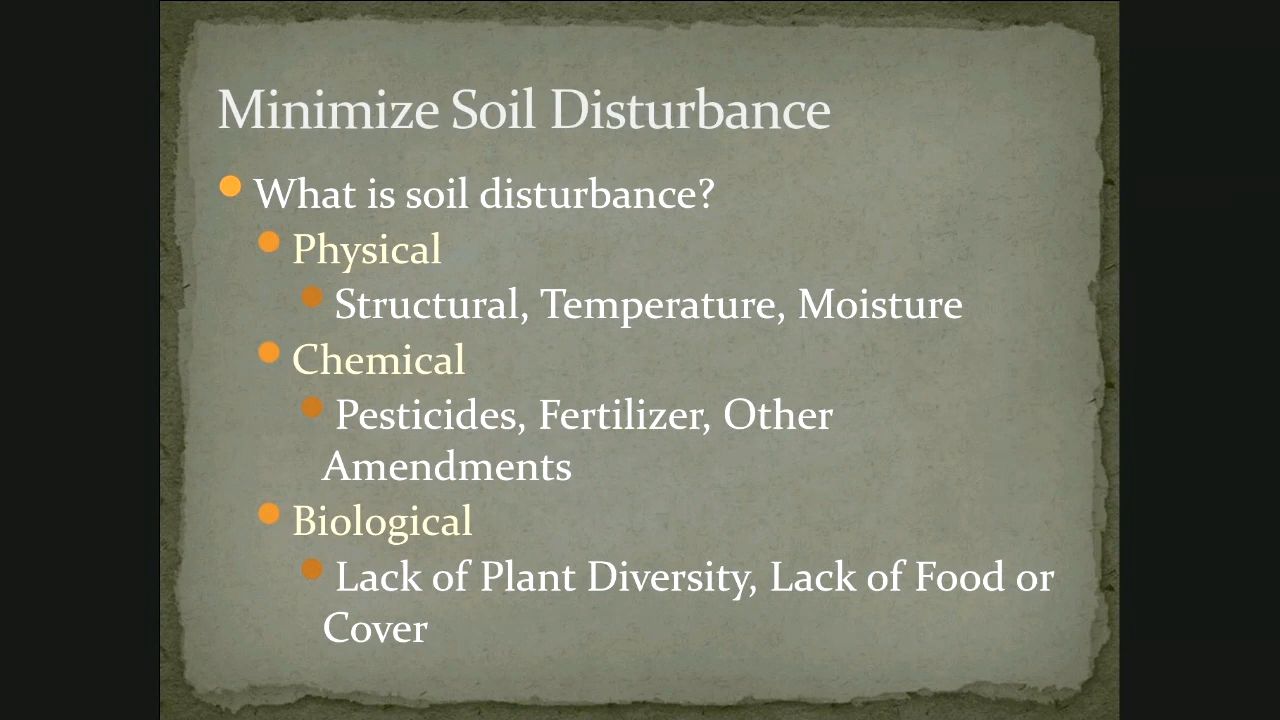 Minimize Soil Disturbance
What is soil disturbance?
Physical
Structural, Temperature, Moisture
Chemical
Pesticides, Fertilizer, Other
Amendments
Biological
Lack of Plant Diversity, Lack of Food or
Cover